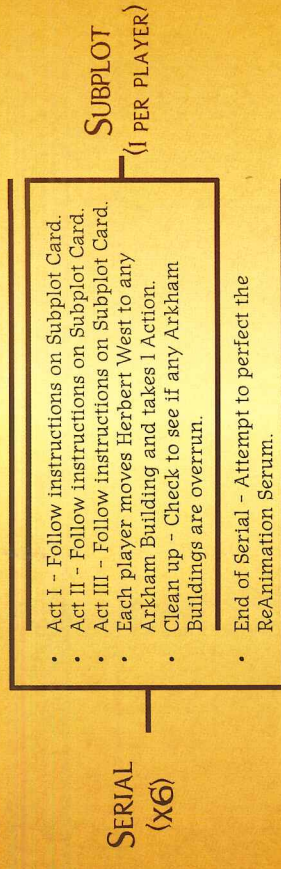 SERIAL
(x6)
• Act I - Follow instructions on Subplot Card.
• Act II - Follow instructions on Subplot Card.
• Act III - Follow instructions on Subplot Card.
• Each player moves Herbert West to any
Arkham Building and takes 1 Action.
• Clean up - Check to see if any Arkham
Buildings are overrun.
• End of Serial - Attempt to perfect the
ReAnimation Serum.
SUBPLOT
(1 PER PLAYER)